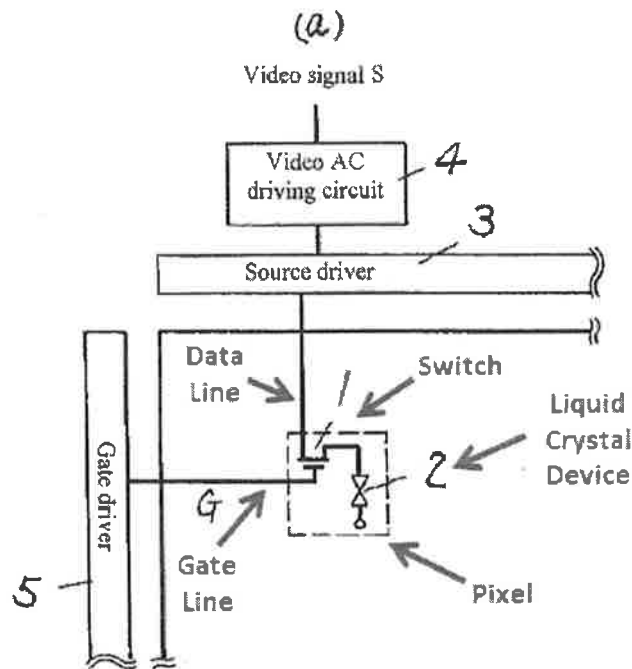 (a)
Video signal S
Video AC
driving circuit
4
3
Source driver
Data
Line
1
Switch
Liquid
Crystal
Device
2
Gate driver
G
Gate
Line
Pixel
5